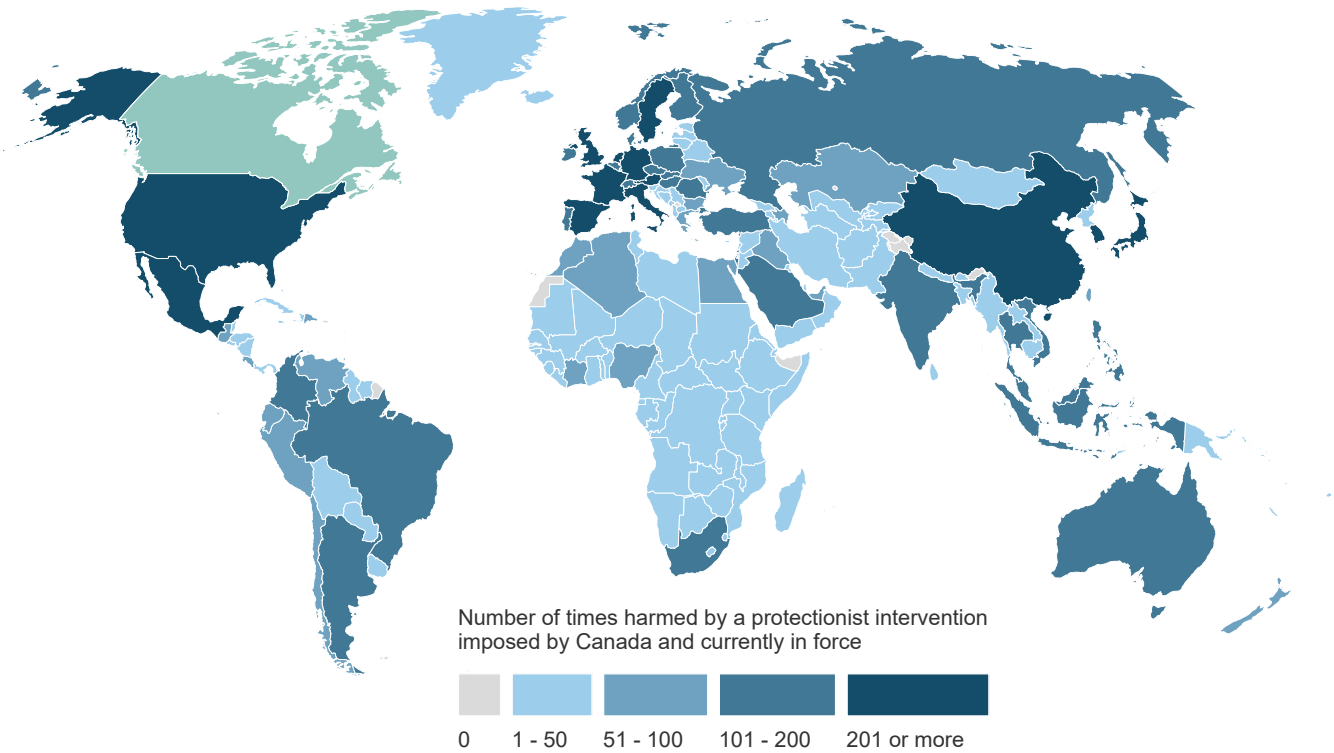 Number of times harmed by a protectionist intervention
imposed by Canada and currently in force
0 1 - 50 51 - 100 101 - 200 201 or more